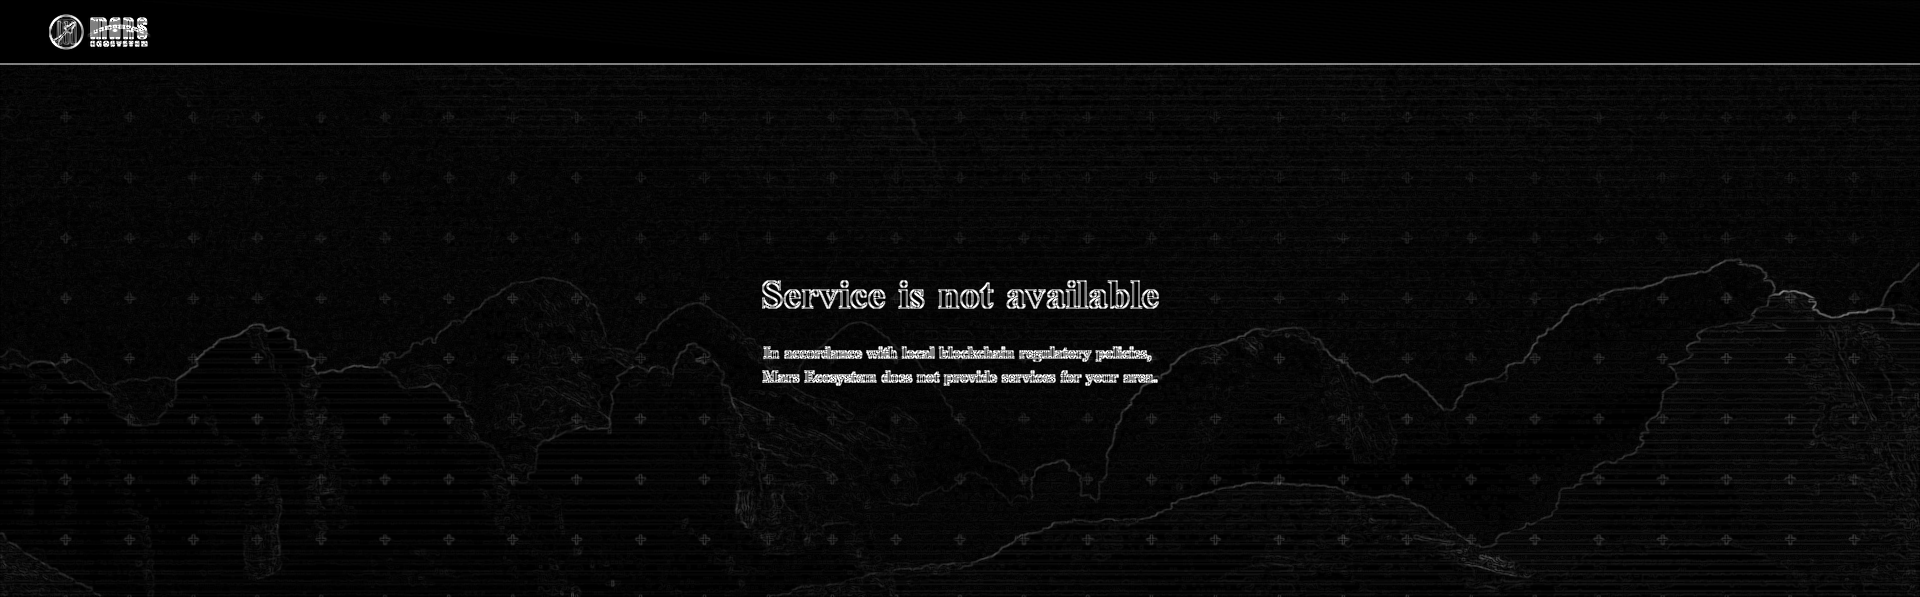 MARS
ECOSYSTEM
Service is not available
In accordance with local blockchain regulatory policies,
Mars Ecosystem does not provide services for your area.